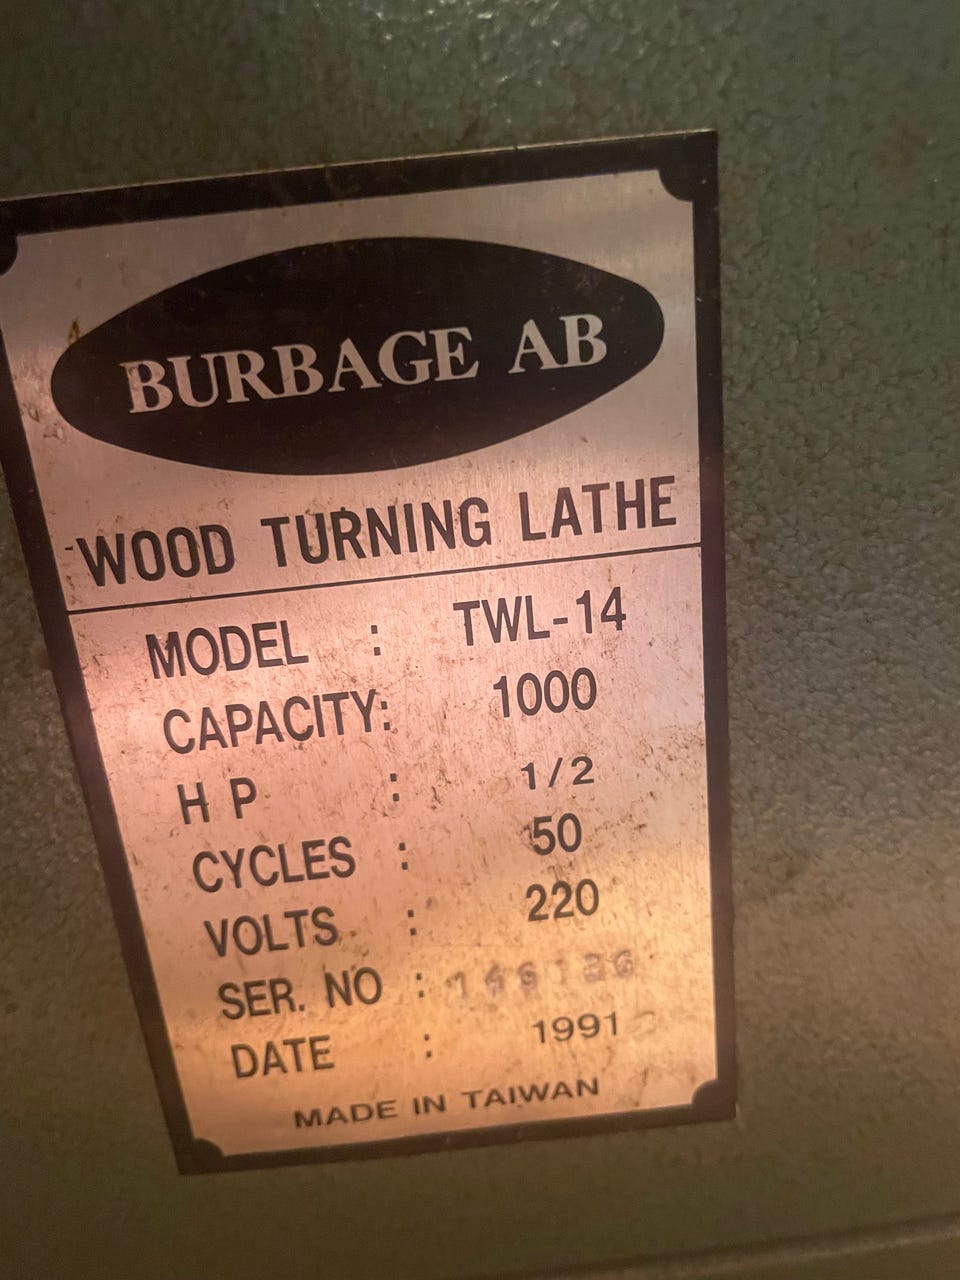 BURBAGE AB
WOOD TURNING LATHE
MODEL : TWL-14
CAPACITY: 1000
H P : 1/2
CYCLES : 50
VOLTS : 220
SER. NO :
DATE : 1991
MADE IN TAIWAN